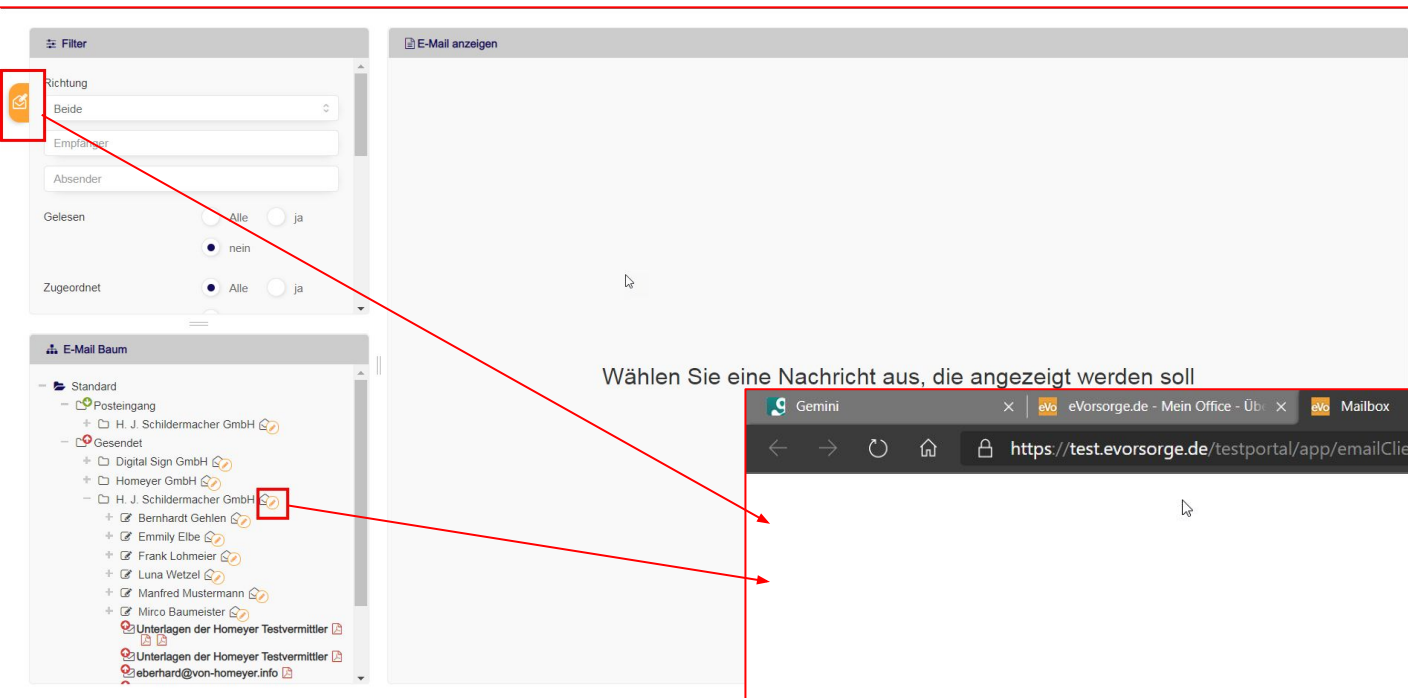 Filter
E-Mail anzeigen
Richtung
Beide
Empfänger
Absender
Gelesen
Alle
ja
nein
Zugeordnet
Alle
ja
E-Mail Baum
Standard
Posteingang
H. J. Schildermacher GmbH
Gesendet
Digital Sign GmbH
Homeyer GmbH
H. J. Schildermacher GmbH
Bernhardt Gehlen
Emmily Elbe
Frank Lohmeier
Luna Wetzel
Manfred Mustermann
Mirco Baumeister
Unterlagen der Homeyer Testvermittler
Unterlagen der Homeyer Testvermittler
eberhard@von-homeyer.info
Wählen Sie eine Nachricht aus, die angezeigt werden soll
Gemini
eVo eVorsorge.de - Mein Office - Üb
eVo Mailbox
https://test.evorsorge.de/testportal/app/emailClie